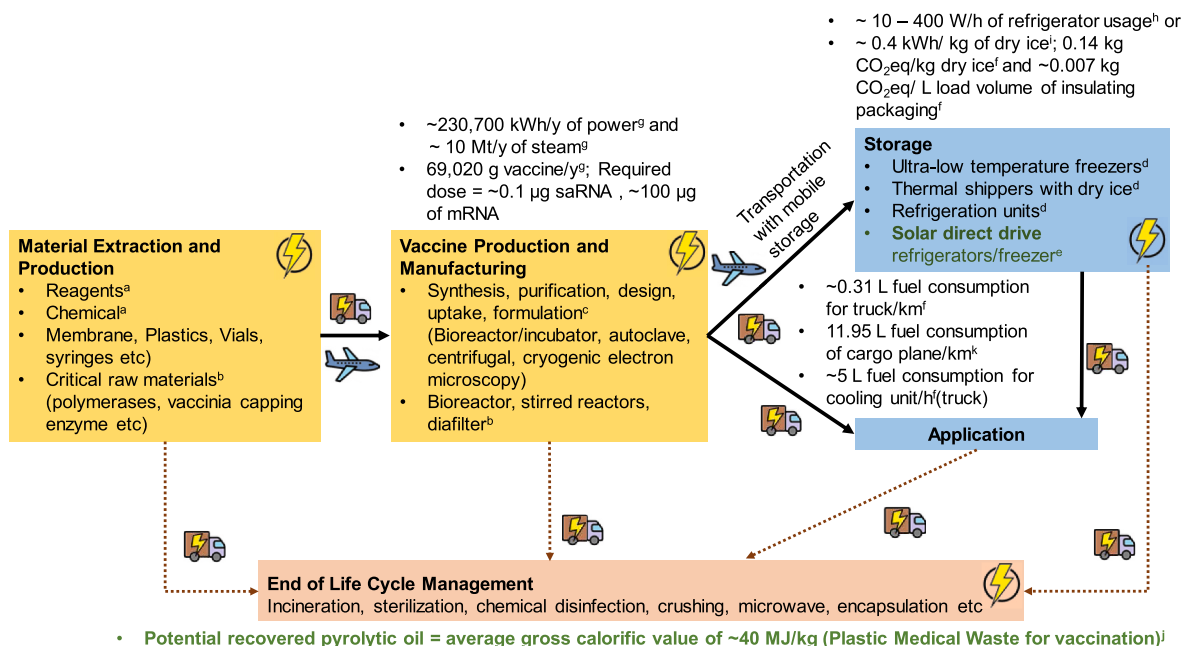 • ~ 10 – 400 W/h of refrigerator usageʰ or
• ~ 0.4 kWh/ kg of dry iceⁱ; 0.14 kg
CO₂eq/kg dry iceᶠ and ~0.007 kg
CO₂eq/ L load volume of insulating
packagingᶠ
• ~230,700 kWh/y of powerᵍ and
~ 10 Mt/y of steamᵍ
• 69,020 g vaccine/yᵍ; Required
dose = ~0.1 µg saRNA , ~100 µg
of mRNA
Material Extraction and
Production
• Reagentsᵃ
• Chemicalᵃ
• Membrane, Plastics, Vials,
syringes etc)
• Critical raw materialsᵇ
(polymerases, vaccinia capping
enzyme etc)
Vaccine Production and
Manufacturing
• Synthesis, purification, design,
uptake, formulationᶜ
(Bioreactor/incubator, autoclave,
centrifugal, cryogenic electron
microscopy)
• Bioreactor, stirred reactors,
diafilterᵇ
Transportation
with mobile
storage
Storage
• Ultra-low temperature freezersᵈ
• Thermal shippers with dry iceᵈ
• Refrigeration unitsᵈ
• Solar direct drive
refrigerators/freezerᵉ
• ~0.31 L fuel consumption
for truck/kmᶠ
• 11.95 L fuel consumption
of cargo plane/kmᵏ
• ~5 L fuel consumption for
cooling unit/hᶠ(truck)
Application
End of Life Cycle Management
Incineration, sterilization, chemical disinfection, crushing, microwave, encapsulation etc
• Potential recovered pyrolytic oil = average gross calorific value of ~40 MJ/kg (Plastic Medical Waste for vaccination)ʲ